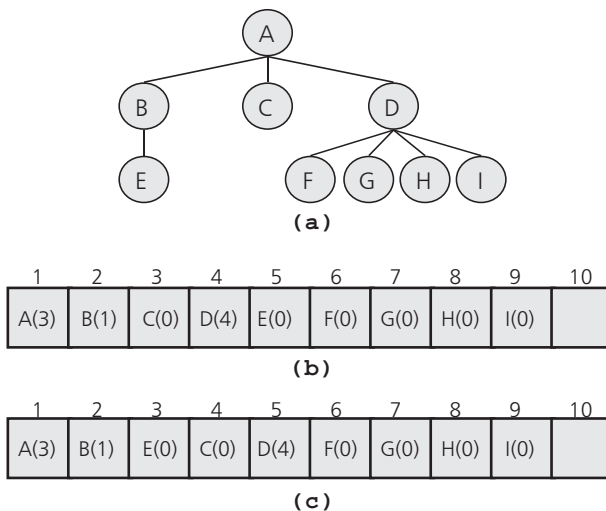 A
B C D
E F G H I
(a)
1 2 3 4 5 6 7 8 9 10
A(3) B(1) C(0) D(4) E(0) F(0) G(0) H(0) I(0)
(b)
1 2 3 4 5 6 7 8 9 10
A(3) B(1) E(0) C(0) D(4) F(0) G(0) H(0) I(0)
(c)